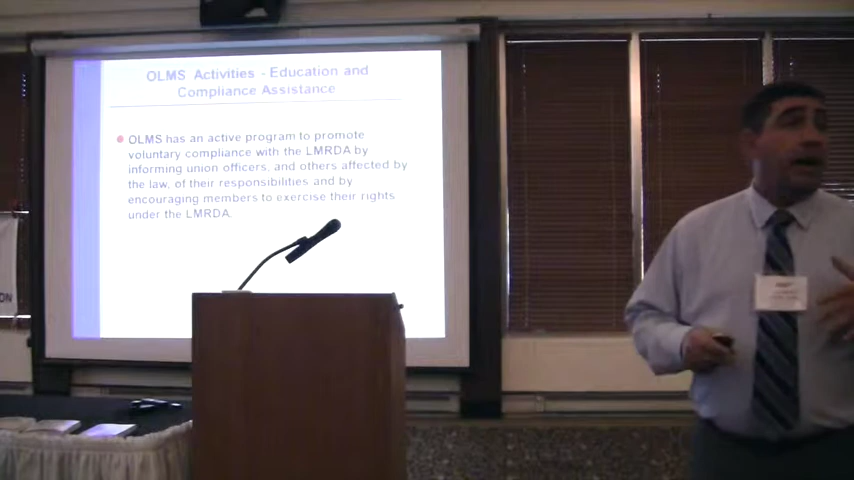 OLMS Activities - Education and
Compliance Assistance
OLMS has an active program to promote
voluntary compliance with the LMRDA by
informing union officers, and others affected by
the law, of their responsibilities and by
encouraging members to exercise their rights
under the LMRDA.
ON